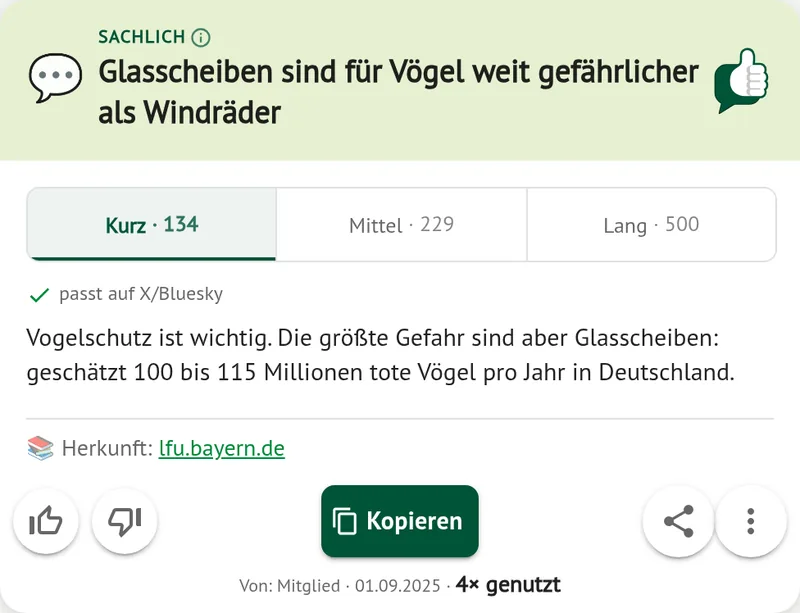 SACHLICH
Glasscheiben sind für Vögel weit gefährlicher
als Windräder
Kurz · 134
Mittel · 229
Lang · 500
passt auf X/Bluesky
Vogelschutz ist wichtig. Die größte Gefahr sind aber Glasscheiben:
geschätzt 100 bis 115 Millionen tote Vögel pro Jahr in Deutschland.
Herkunft: lfu.bayern.de
Kopieren
Von: Mitglied · 01.09.2025 · 4× genutzt